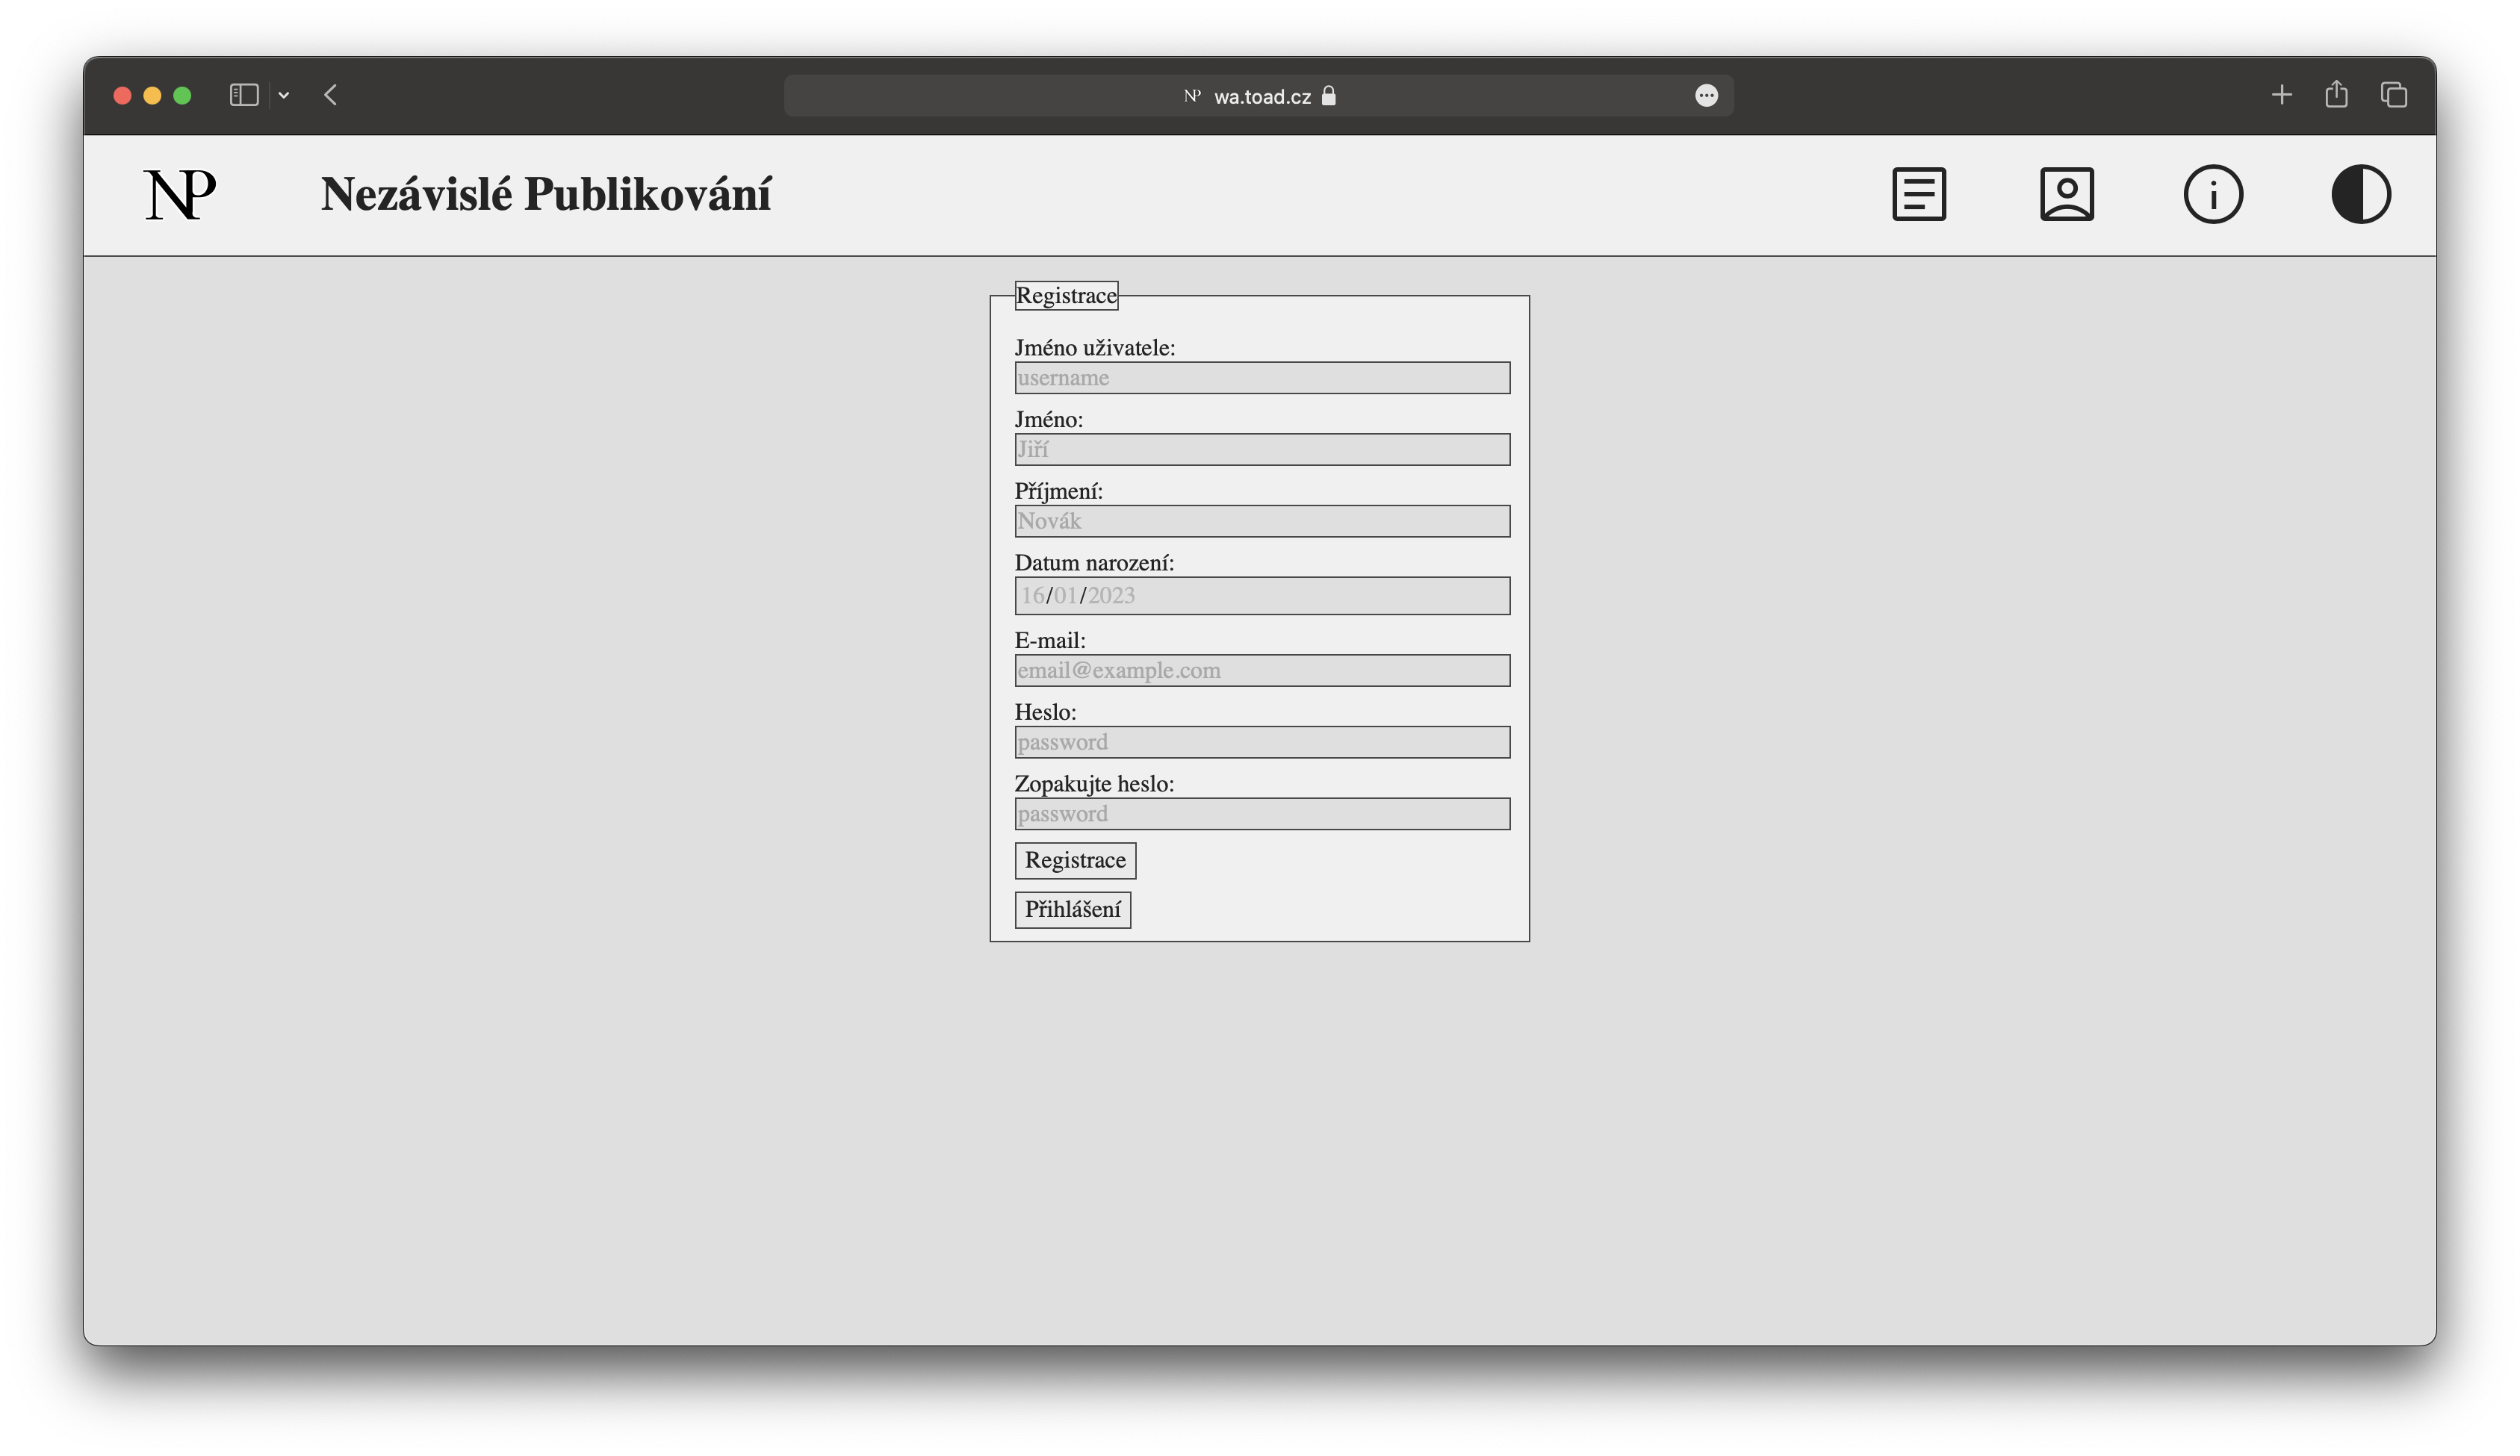 NP wa.toad.cz
NP Nezávislé Publikování
Registrace
Jméno uživatele:
username
Jméno:
Jiří
Příjmení:
Novák
Datum narození:
16/01/2023
E-mail:
email@example.com
Heslo:
password
Zopakujte heslo:
password
Registrace
Přihlášení